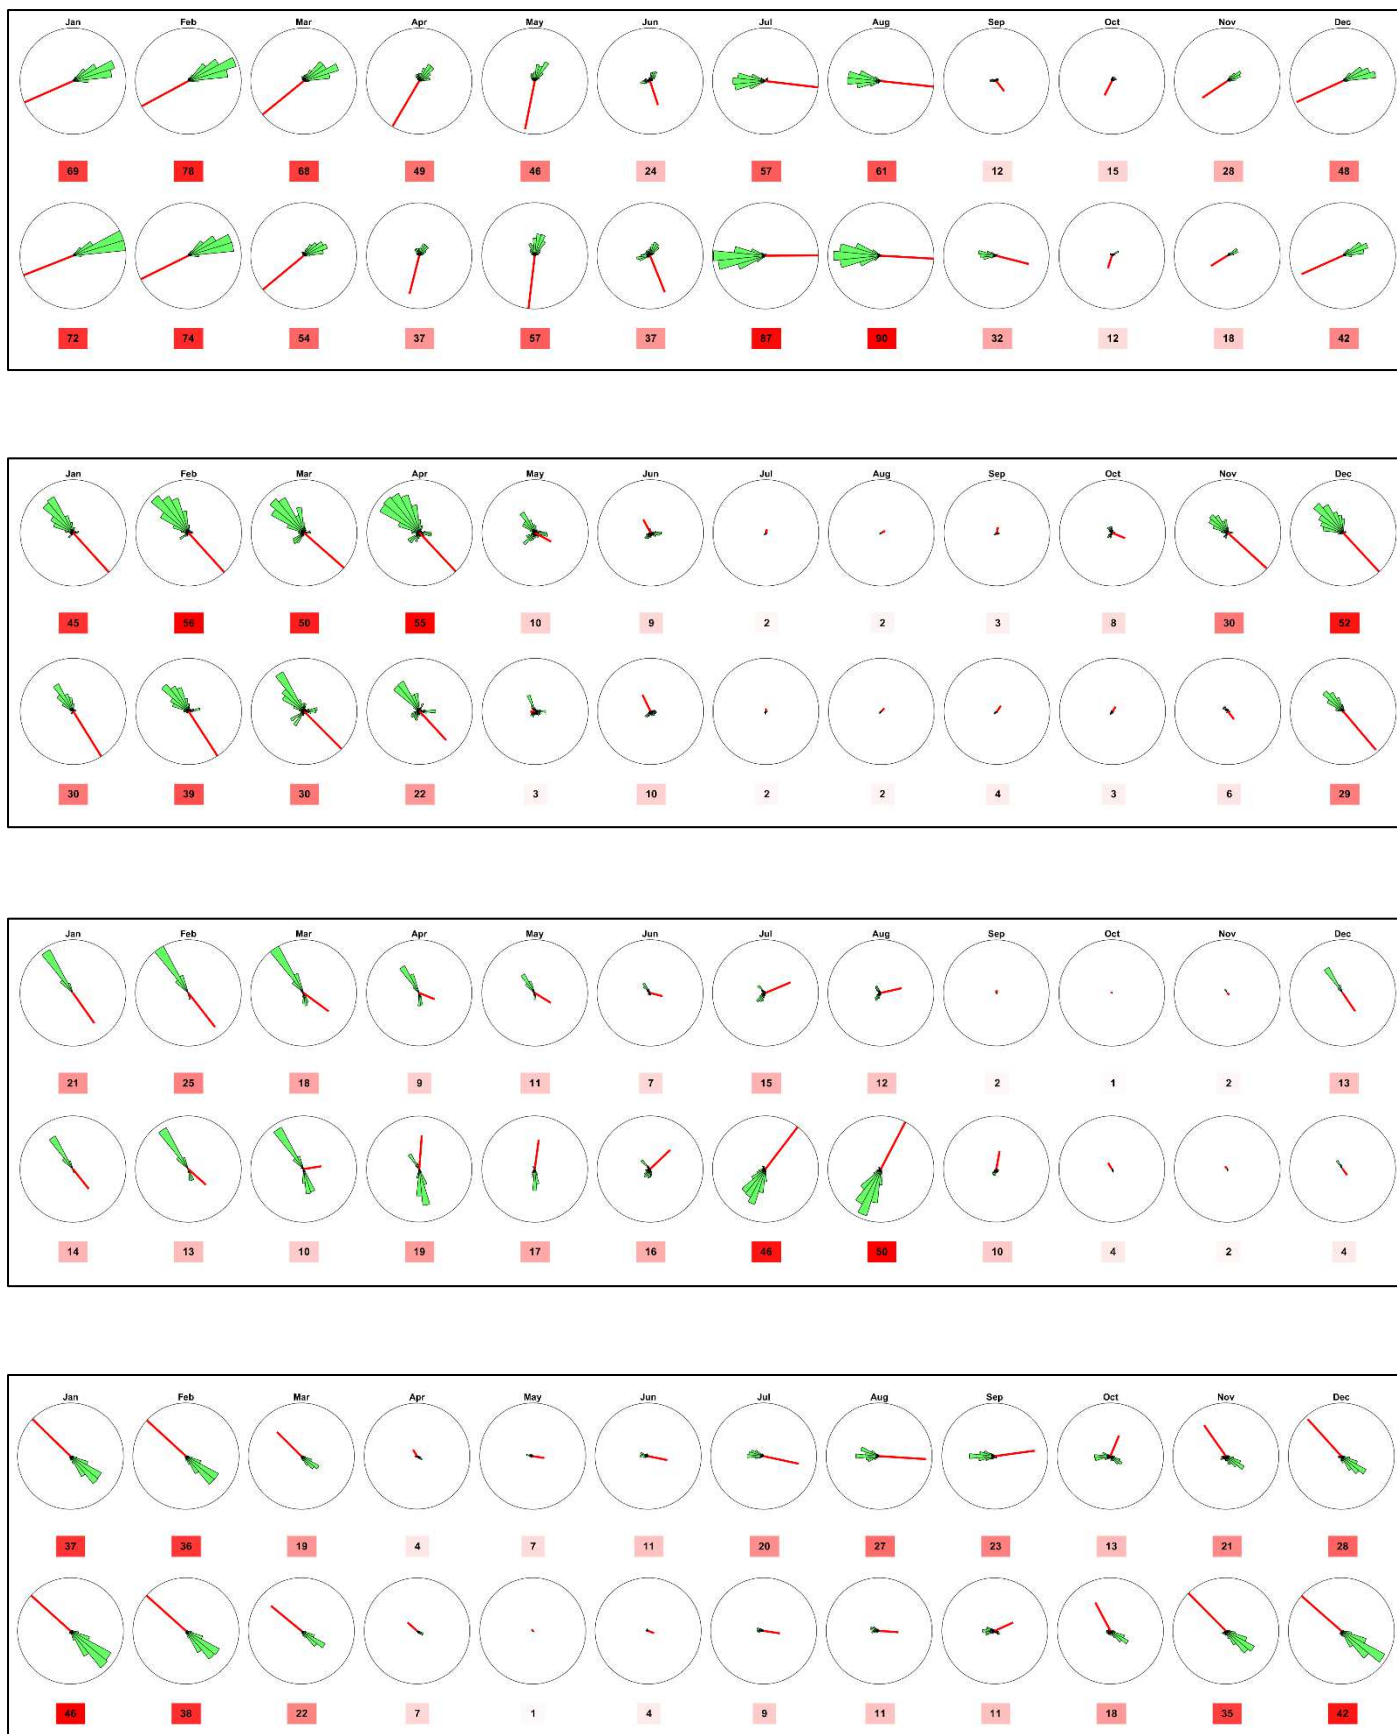 Jan Feb Mar Apr May Jun Jul Aug Sep Oct Nov Dec
69 78 68 49 46 24 57 61 12 15 28 48
72 74 54 37 57 37 87 90 32 12 18 42
Jan Feb Mar Apr May Jun Jul Aug Sep Oct Nov Dec
45 56 50 55 10 9 2 2 3 8 30 52
30 39 30 22 3 10 2 2 4 3 6 29
Jan Feb Mar Apr May Jun Jul Aug Sep Oct Nov Dec
21 25 18 9 11 7 15 12 2 1 2 13
14 13 10 19 17 16 46 50 10 4 2 4
Jan Feb Mar Apr May Jun Jul Aug Sep Oct Nov Dec
37 36 19 4 7 11 20 27 23 13 21 28
46 38 22 7 1 4 9 11 11 18 35 42